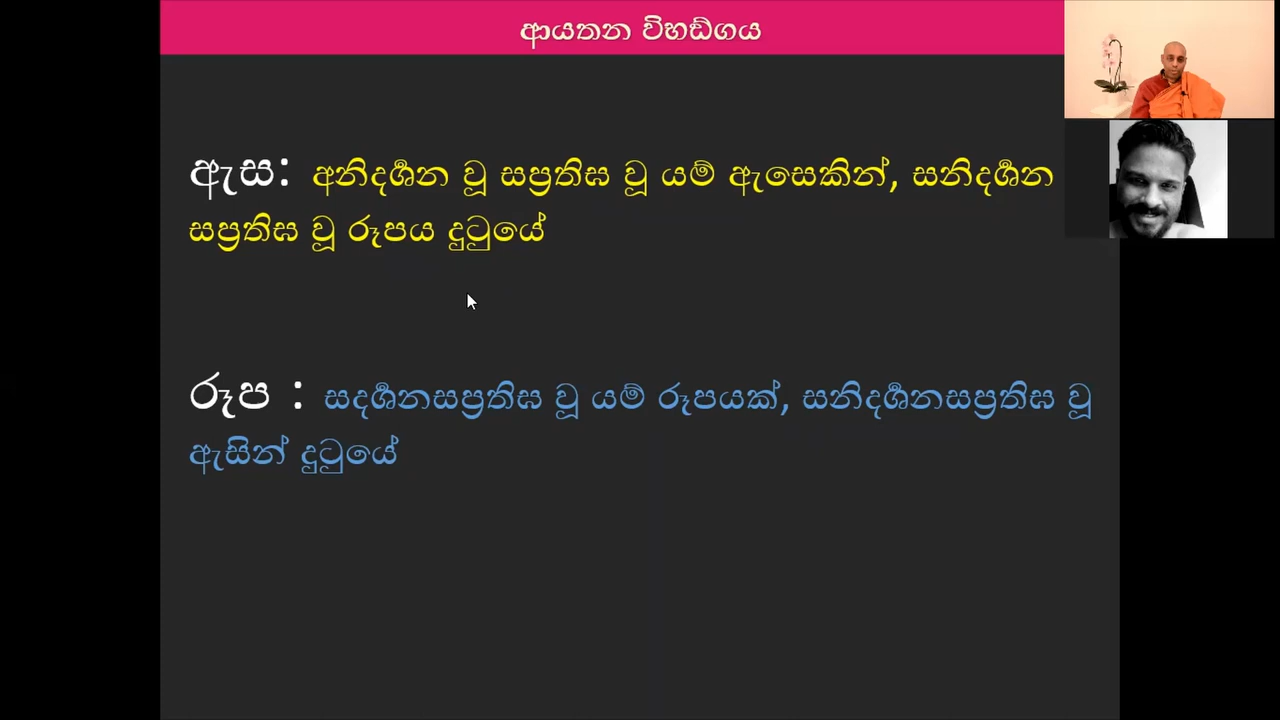 ආයතන විභඩ්ගය
ඇස: අනිදර්‍ශන වූ සප්‍රතිඝ වූ යම් ඇසෙකින්, සනිදර්‍ශන
සප්‍රතිඝ වූ රූපය දුටුයේ
රූප : සදර්‍ශනසප්‍රතිඝ වූ යම් රූපයක්, සනිදර්‍ශනසප්‍රතිඝ වූ
ඇසින් දුටුයේ